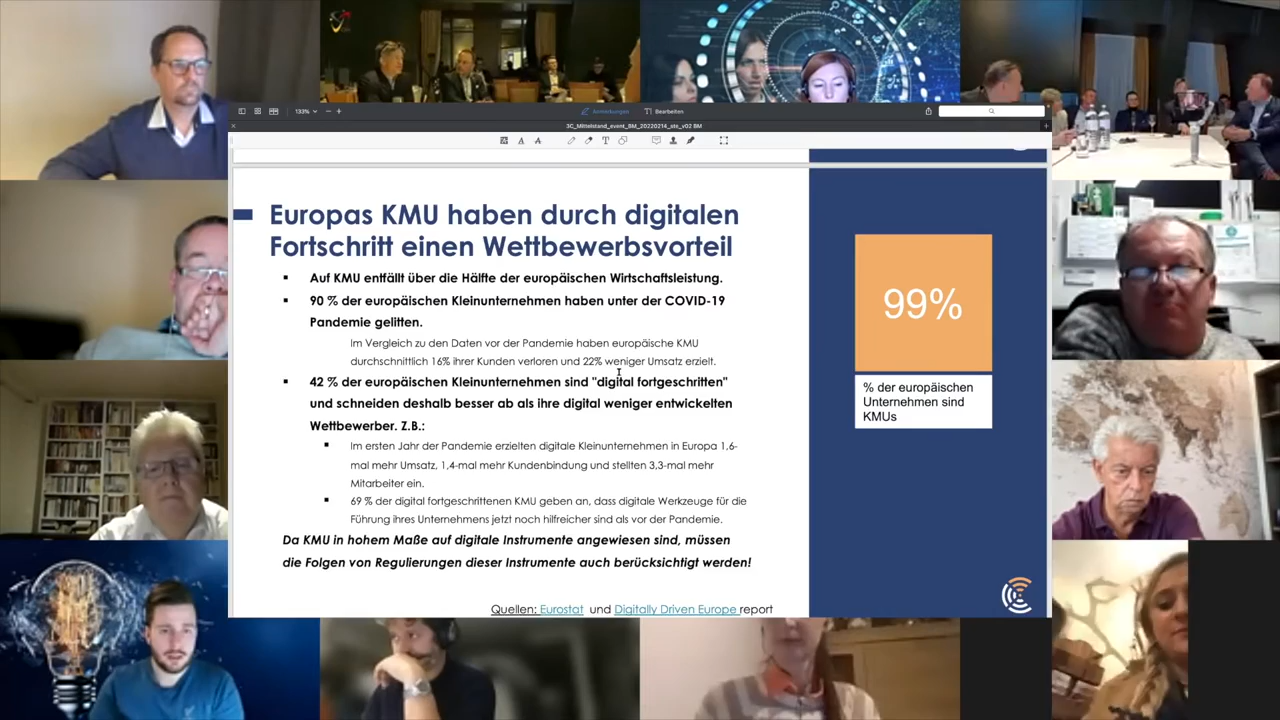 133%
Anmerkungen
Bearbeiten
3C_Mittelstand_event_BM_20220214_ste_v02 BM
Europas KMU haben durch digitalen
Fortschritt einen Wettbewerbsvorteil
Auf KMU entfällt über die Hälfte der europäischen Wirtschaftsleistung.
90 % der europäischen Kleinunternehmen haben unter der COVID-19
Pandemie gelitten.
Im Vergleich zu den Daten vor der Pandemie haben europäische KMU
durchschnittlich 16% ihrer Kunden verloren und 22% weniger Umsatz erzielt.
42 % der europäischen Kleinunternehmen sind "digital fortgeschritten"
und schneiden deshalb besser ab als ihre digital weniger entwickelten
Wettbewerber. Z.B.:
Im ersten Jahr der Pandemie erzielten digitale Kleinunternehmen in Europa 1,6-
mal mehr Umsatz, 1,4-mal mehr Kundenbindung und stellten 3,3-mal mehr
Mitarbeiter ein.
69 % der digital fortgeschrittenen KMU geben an, dass digitale Werkzeuge für die
Führung ihres Unternehmens jetzt noch hilfreicher sind als vor der Pandemie.
Da KMU in hohem Maße auf digitale Instrumente angewiesen sind, müssen
die Folgen von Regulierungen dieser Instrumente auch berücksichtigt werden!
Quellen: Eurostat und Digitally Driven Europe report
99%
% der europäischen
Unternehmen sind
KMUs